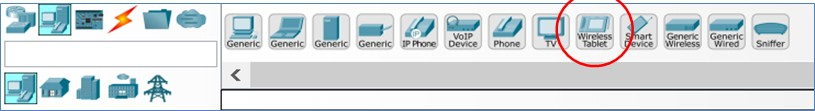 Generic
Generic
Generic
Generic
IP
IP Phone
VoIP
Device
Phone
TV
Wireless
Tablet
Smart
Device
Generic
Wireless
Generic
Wired
Sniffer